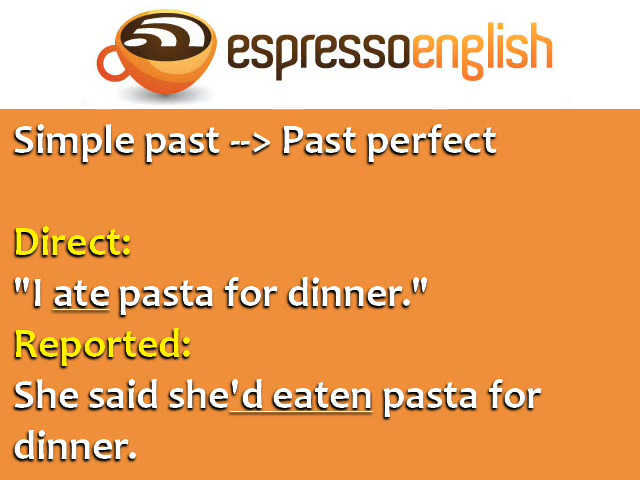 espressoenglish
Simple past --> Past perfect
Direct:
"I ate pasta for dinner."
Reported:
She said she'd eaten pasta for
dinner.